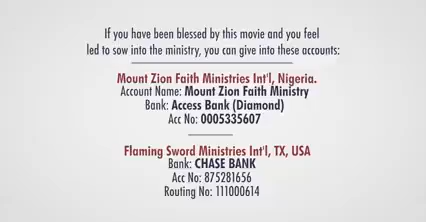 If you have been blessed by this movie and you feel
led to sow into the ministry, you can give into these accounts:
Mount Zion Faith Ministries Int'l, Nigeria.
Account Name: Mount Zion Faith Ministry
Bank: Access Bank (Diamond)
Acc No: 0005335607
Flaming Sword Ministries Int'l, TX, USA
Bank: CHASE BANK
Acc No: 875281656
Routing No: 111000614